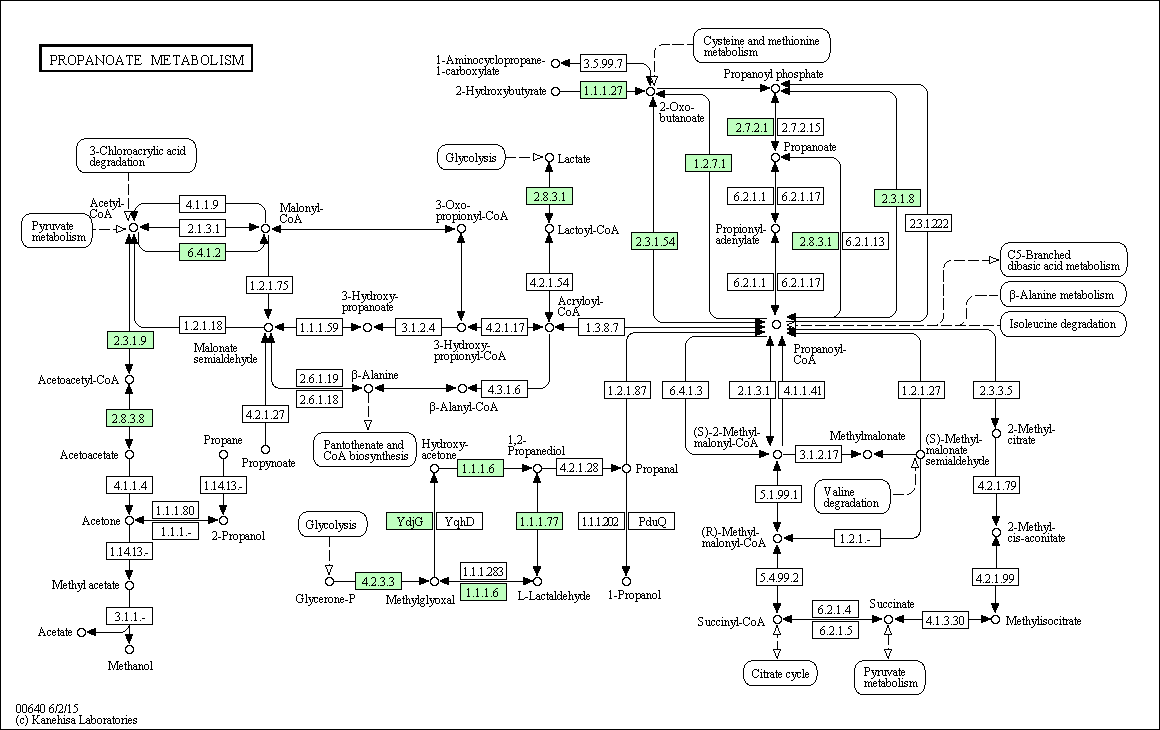 PROPANOATE METABOLISM
Cysteine and methionine
metabolism
1-Aminocyclopropane-
1-carboxylate
3.5.99.7
Propanoyl phosphate
2-Hydroxybutyrate
1.1.1.27
2-Oxo-
butanoate
2.7.2.1
2.7.2.15
3-Chloroacrylic acid
degradation
Glycolysis
Lactate
1.2.7.1
Propanoate
2.8.3.1
6.2.1.1
6.2.1.17
2.3.1.8
2.3.1.222
Acetyl-
CoA
4.1.1.9
Malonyl-
CoA
3-Oxo-
propionyl-CoA
Pyruvate
metabolism
2.1.3.1
Lactoyl-CoA
Propionyl-
adenylate
6.4.1.2
2.3.1.54
2.8.3.1
6.2.1.13
C5-Branched
dibasic acid metabolism
1.2.1.75
4.2.1.54
6.2.1.1
6.2.1.17
β-Alanine metabolism
3-Hydroxy-
propanoate
Acryloyl-
CoA
1.2.1.18
1.1.1.59
3.1.2.4
4.2.1.17
1.3.8.7
Isoleucine degradation
2.3.1.9
Malonate
semialdehyde
3-Hydroxy-
propionyl-CoA
Propanoyl-
CoA
Acetoacetyl-CoA
2.6.1.19
2.6.1.18
β-Alanine
β-Alanyl-CoA
4.3.1.6
1.2.1.87
6.4.1.3
2.1.3.1
4.1.1.41
1.2.1.27
2.3.3.5
2.8.3.8
4.2.1.27
Propane
Pantothenate and
CoA biosynthesis
Hydroxy-
acetone
1,2-
Propanediol
(S)-2-Methyl-
malonyl-CoA
Methylmalonate
(S)-Methyl-
malonate
semialdehyde
2-Methyl-
citrate
Acetoacetate
Propynoate
1.1.1.6
4.2.1.28
Propanal
3.1.2.17
4.1.1.4
1.14.13.-
5.1.99.1
Valine
degradation
4.2.1.79
Acetone
1.1.1.80
1.1.1.-
2-Propanol
Glycolysis
YdjG
YqhD
1.1.1.77
1.1.1.202
PduQ
(R)-Methyl-
malonyl-CoA
1.2.1.-
2-Methyl-
cis-aconitate
1.14.13.-
1.1.1.283
Methyl acetate
4.2.3.3
1.1.1.6
5.4.99.2
4.2.1.99
Glycerone-P
Methylglyoxal
L-Lactaldehyde
1-Propanol
3.1.1.-
6.2.1.4
6.2.1.5
Succinate
Acetate
Succinyl-CoA
4.1.3.30
Methylisocitrate
Methanol
Citrate cycle
Pyruvate
metabolism
00640 6/2/15
(c) Kanehisa Laboratories